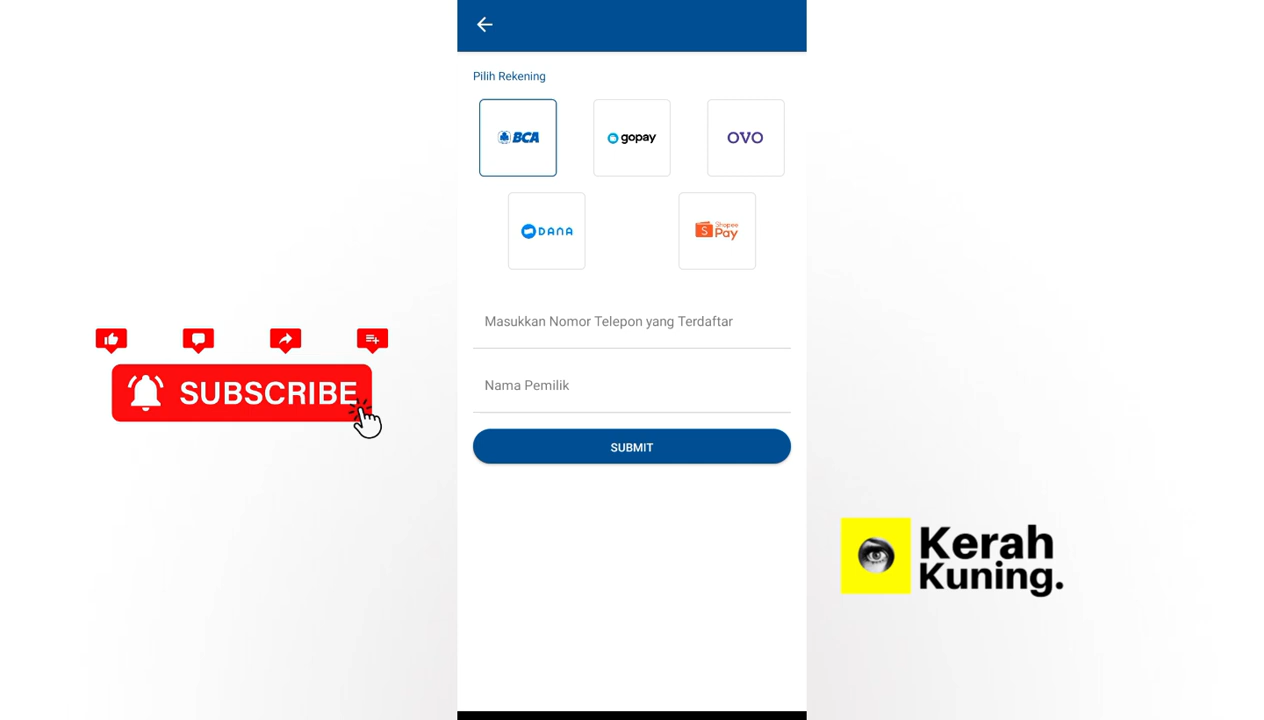 Pilih Rekening
BCA
gopay
OVO
DANA
Shopee
Pay
Masukkan Nomor Telepon yang Terdaftar
Nama Pemilik
SUBMIT
SUBSCRIBE
Kerah
Kuning.